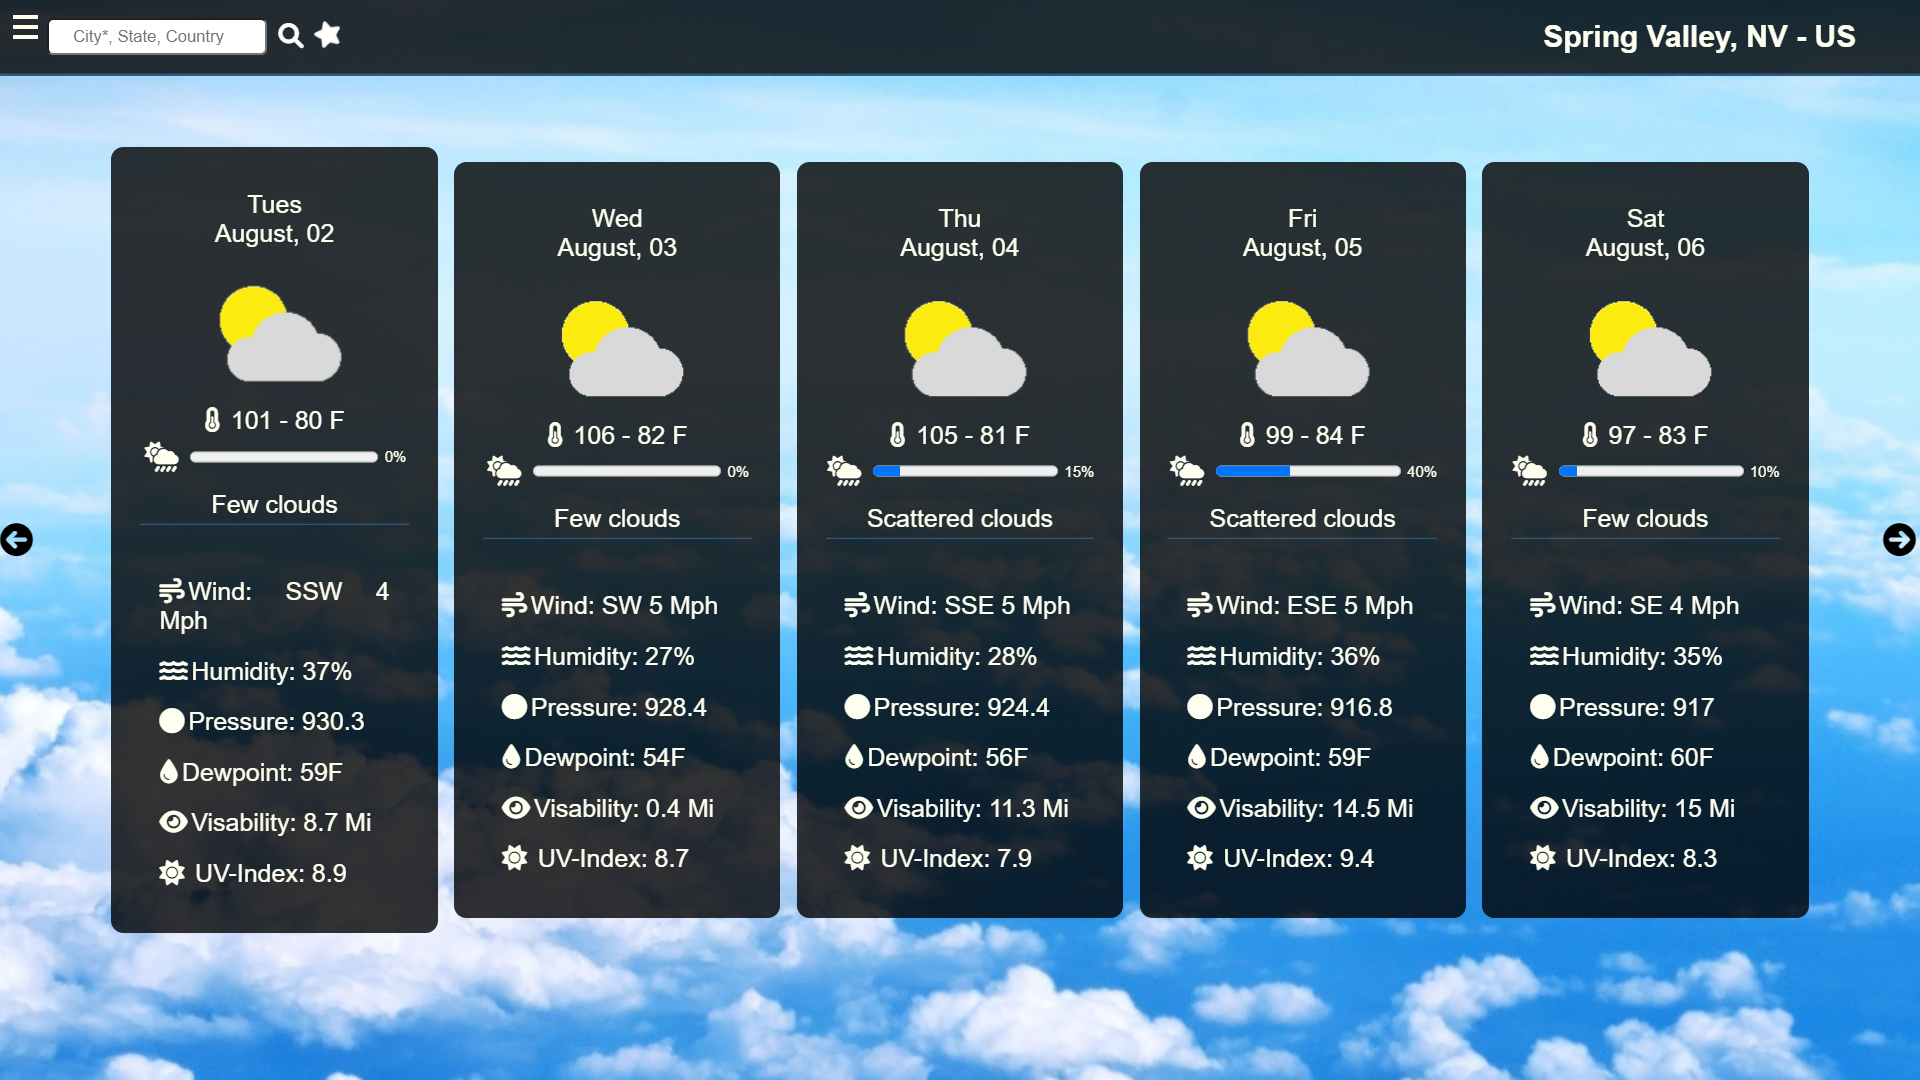 City*, State, Country
Spring Valley, NV - US
Tues
August, 02
101 - 80 F
0%
Few clouds
Wind: SSW 4
Mph
Humidity: 37%
Pressure: 930.3
Dewpoint: 59F
Visability: 8.7 Mi
UV-Index: 8.9
Wed
August, 03
106 - 82 F
0%
Few clouds
Wind: SW 5 Mph
Humidity: 27%
Pressure: 928.4
Dewpoint: 54F
Visability: 0.4 Mi
UV-Index: 8.7
Thu
August, 04
105 - 81 F
15%
Scattered clouds
Wind: SSE 5 Mph
Humidity: 28%
Pressure: 924.4
Dewpoint: 56F
Visability: 11.3 Mi
UV-Index: 7.9
Fri
August, 05
99 - 84 F
40%
Scattered clouds
Wind: ESE 5 Mph
Humidity: 36%
Pressure: 916.8
Dewpoint: 59F
Visability: 14.5 Mi
UV-Index: 9.4
Sat
August, 06
97 - 83 F
10%
Few clouds
Wind: SE 4 Mph
Humidity: 35%
Pressure: 917
Dewpoint: 60F
Visability: 15 Mi
UV-Index: 8.3